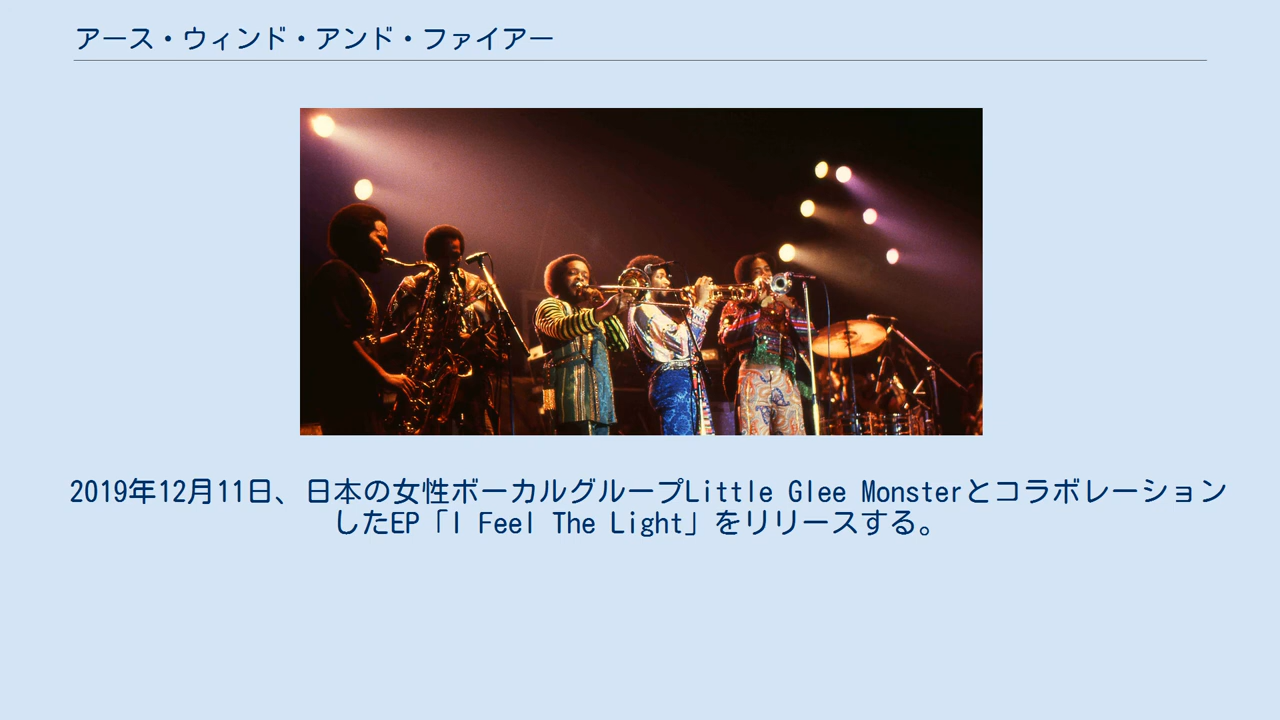 アース・ウィンド・アンド・ファイアー
2019年12月11日、日本の女性ボーカルグループLittle Glee Monsterとコラボレーション
したEP「I Feel The Light」をリリースする。